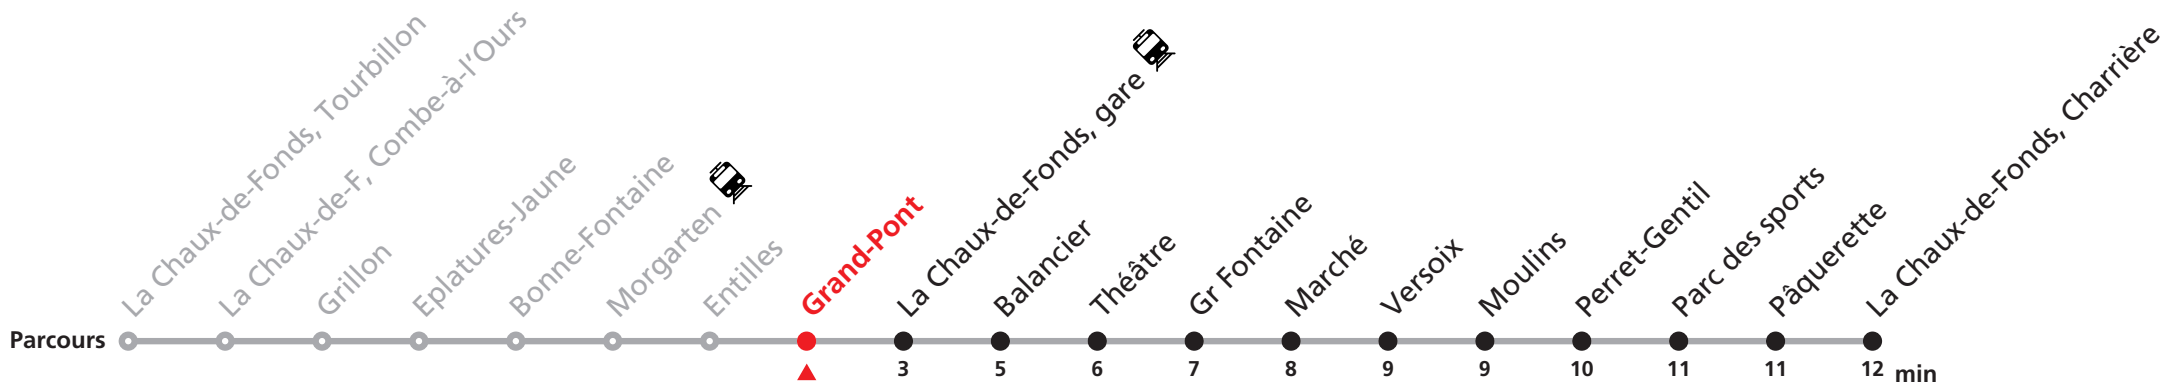 La Chaux-de-Fonds, Tourbillon
La Chaux-de-F, Combe-à-l'Ours
Grillon
Eplatures-Jaune
Bonne-Fontaine
Morgarten
Entilles
Grand-Pont
La Chaux-de-Fonds, gare
Balancier
Théâtre
Gr Fontaine
Marché
Versoix
Moulins
Perret-Gentil
Parc des sports
Pâquerette
La Chaux-de-Fonds, Charrière
Parcours
3 5 6 7 8 9 9 10 11 11 12 min